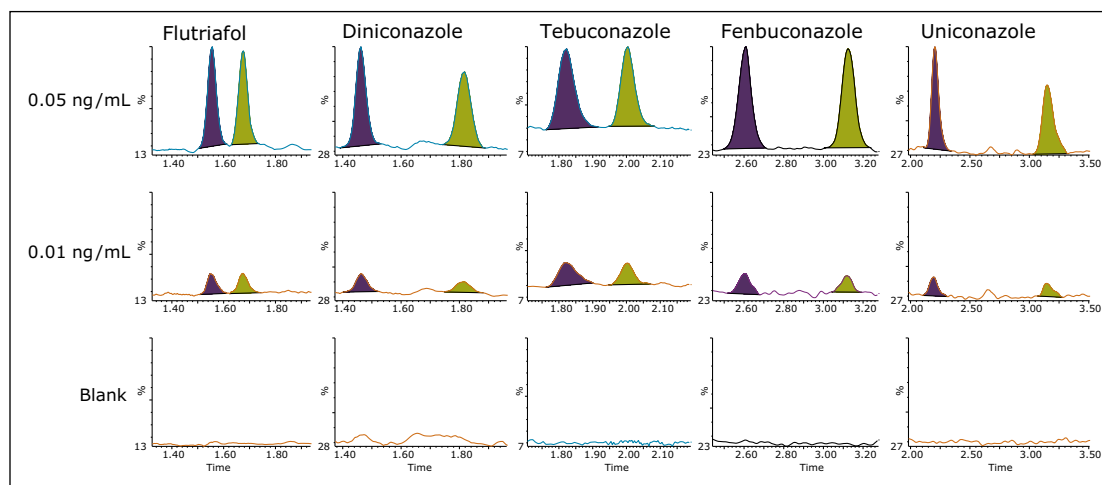 Flutriafol Diniconazole Tebuconazole Fenbuconazole Uniconazole
0.05 ng/mL
% % % % %
13 28 7 23 27
1.40 1.60 1.80 1.40 1.60 1.80 1.80 1.90 2.00 2.10 2.60 2.80 3.00 3.20 2.00 2.50 3.00 3.50
0.01 ng/mL
% % % % %
13 28 7 23 27
1.40 1.60 1.80 1.40 1.60 1.80 1.80 1.90 2.00 2.10 2.60 2.80 3.00 3.20 2.00 2.50 3.00 3.50
Blank
% % % % %
13 28 7 23 27
1.40 1.60 1.80 1.40 1.60 1.80 1.80 1.90 2.00 2.10 2.60 2.80 3.00 3.20 2.00 2.50 3.00 3.50
Time Time Time Time Time